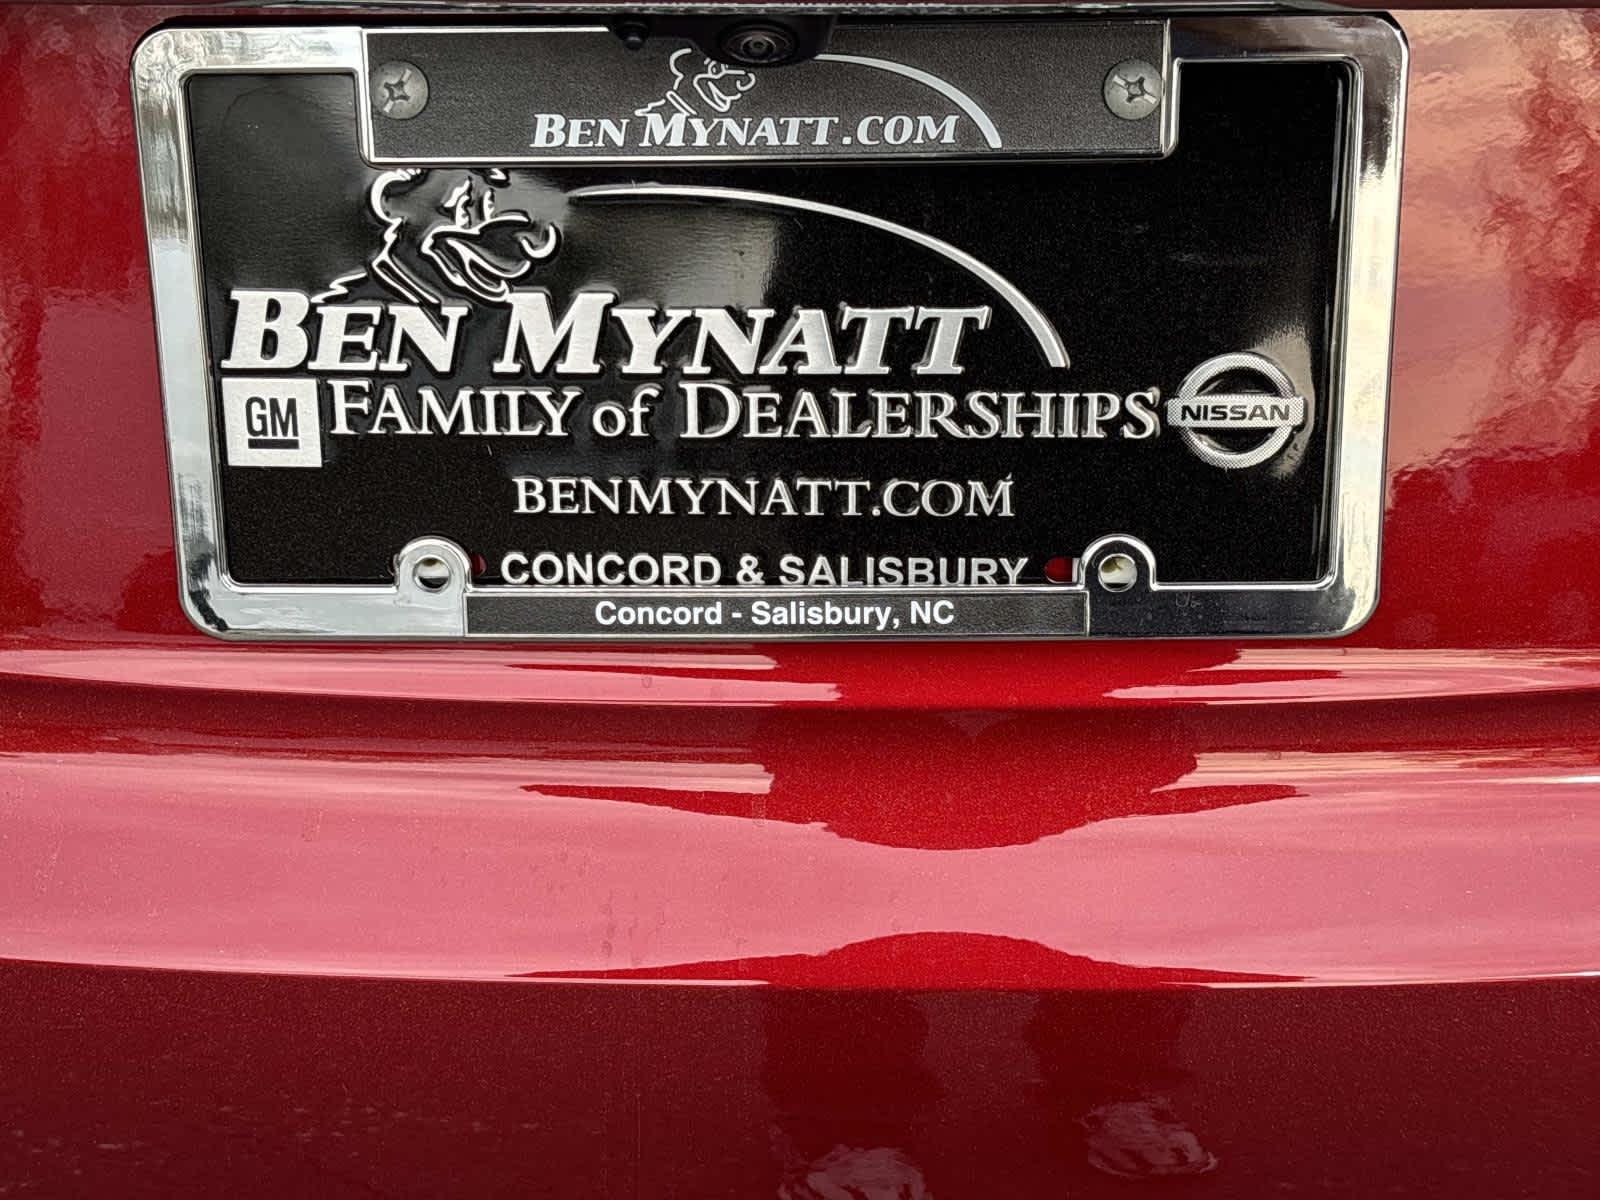 BEN MYNATT.COM
BEN MYNATT
GM FAMILY of DEALERSHIPS NISSAN
BENMYNATT.COM
CONCORD & SALISBURY
Concord - Salisbury, NC